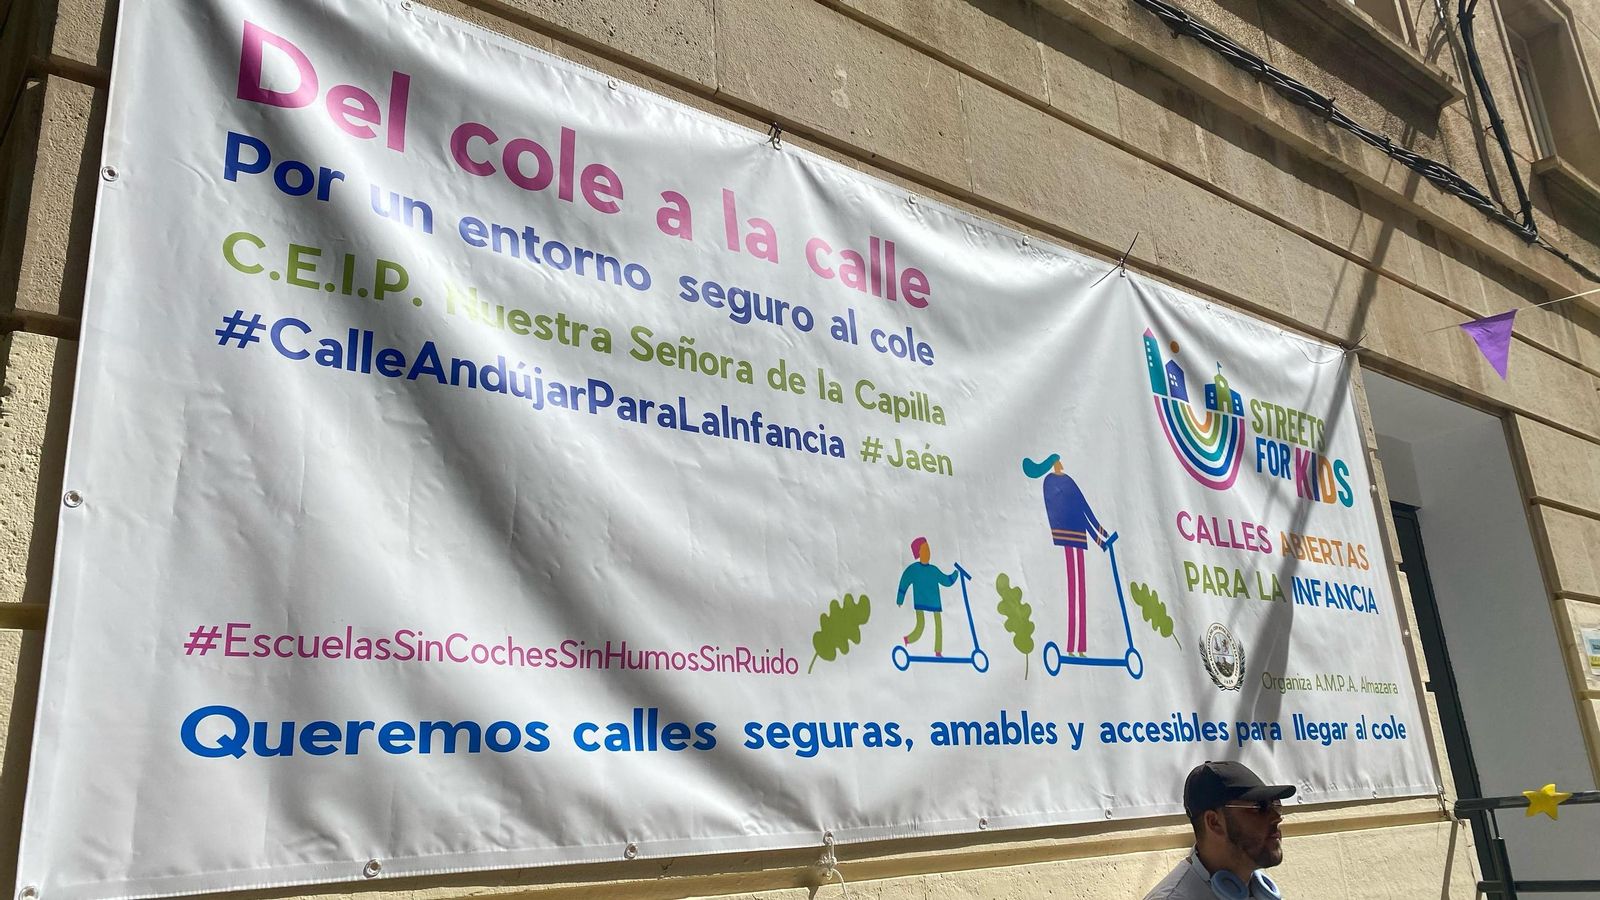 Del cole a la calle
Por un entorno seguro al cole
C.E.I.P. Nuestra Señora de la Capilla
#CalleAndújarParaLaInfancia #Jaén
STREETS
FOR KIDS
CALLES ABIERTAS
PARA LA INFANCIA
#EscuelasSinCochesSinHumosSinRuido
Organiza A.M.P.A. Almazara
Queremos calles seguras, amables y accesibles para llegar al cole